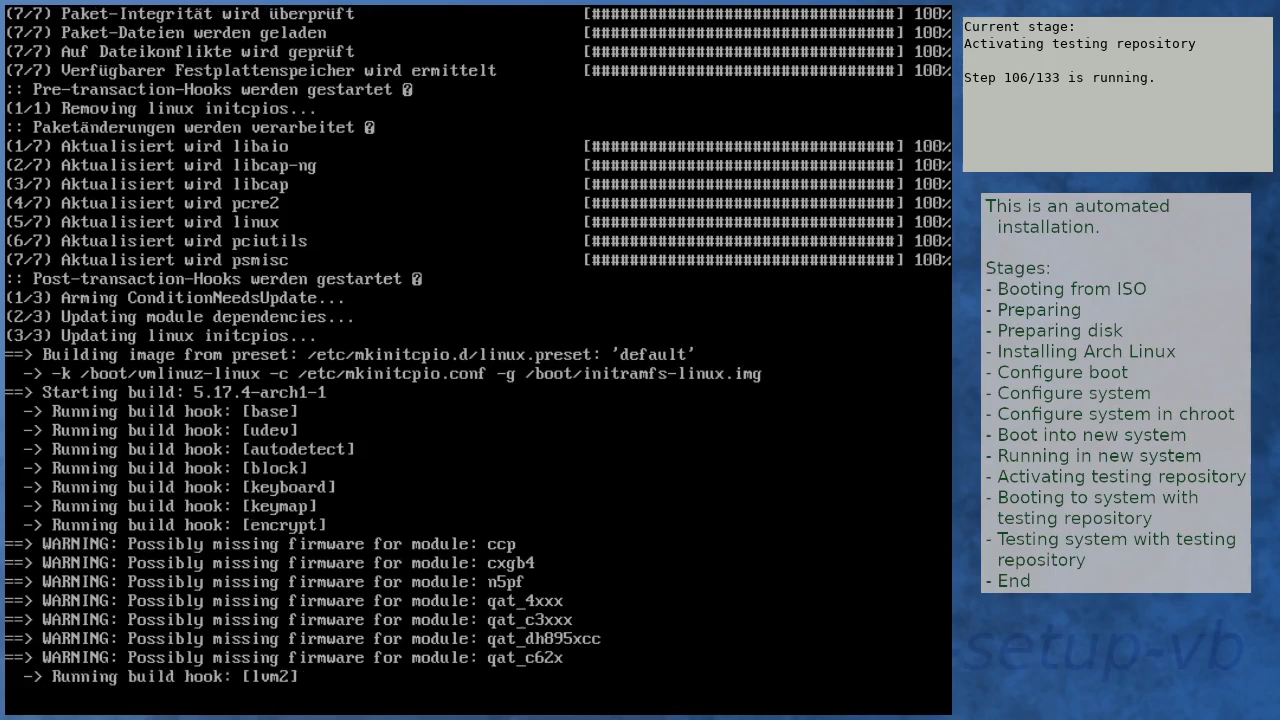 (7/7) Paket-Integrität wird überprüft [################################] 100%
(7/7) Paket-Dateien werden geladen [################################] 100%
(7/7) Auf Dateikonflikte wird geprüft [################################] 100%
(7/7) Verfügbarer Festplattenspeicher wird ermittelt [################################] 100%
:: Pre-transaction-Hooks werden gestartet �
(1/1) Removing linux initcpios...
:: Paketänderungen werden verarbeitet �
(1/7) Aktualisiert wird libaio [################################] 100%
(2/7) Aktualisiert wird libcap-ng [################################] 100%
(3/7) Aktualisiert wird libcap [################################] 100%
(4/7) Aktualisiert wird pcre2 [################################] 100%
(5/7) Aktualisiert wird linux [################################] 100%
(6/7) Aktualisiert wird pciutils [################################] 100%
(7/7) Aktualisiert wird psmisc [################################] 100%
:: Post-transaction-Hooks werden gestartet �
(1/3) Arming ConditionNeedsUpdate...
(2/3) Updating module dependencies...
(3/3) Updating linux initcpios...
==> Building image from preset: /etc/mkinitcpio.d/linux.preset: 'default'
-> -k /boot/vmlinuz-linux -c /etc/mkinitcpio.conf -g /boot/initramfs-linux.img
==> Starting build: 5.17.4-arch1-1
-> Running build hook: [base]
-> Running build hook: [udev]
-> Running build hook: [autodetect]
-> Running build hook: [block]
-> Running build hook: [keyboard]
-> Running build hook: [keymap]
-> Running build hook: [encrypt]
==> WARNING: Possibly missing firmware for module: ccp
==> WARNING: Possibly missing firmware for module: cxgb4
==> WARNING: Possibly missing firmware for module: n5pf
==> WARNING: Possibly missing firmware for module: qat_4xxx
==> WARNING: Possibly missing firmware for module: qat_c3xxx
==> WARNING: Possibly missing firmware for module: qat_dh895xcc
==> WARNING: Possibly missing firmware for module: qat_c62x
-> Running build hook: [lvm2]
Current stage:
Activating testing repository
Step 106/133 is running.
This is an automated
installation.
Stages:
- Booting from ISO
- Preparing
- Preparing disk
- Installing Arch Linux
- Configure boot
- Configure system
- Configure system in chroot
- Boot into new system
- Running in new system
- Activating testing repository
- Booting to system with
testing repository
- Testing system with testing
repository
- End
setup-vb